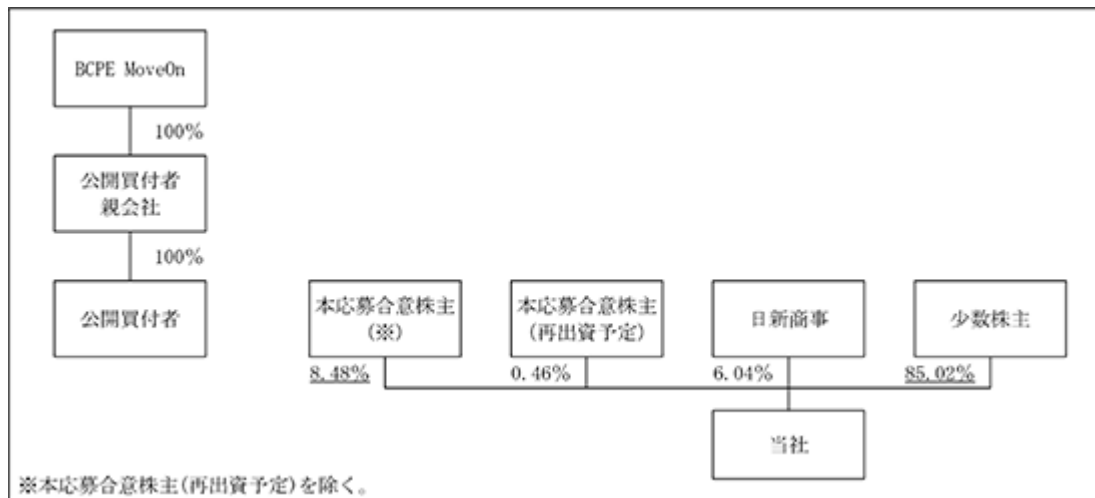 BCPE MoveOn
100%
公開買付者
親会社
100%
公開買付者
本応募合意株主
(※)
本応募合意株主
(再出資予定)
日新商事
少数株主
8.48%
0.46%
6.04%
85.02%
当社
※本応募合意株主(再出資予定)を除く。